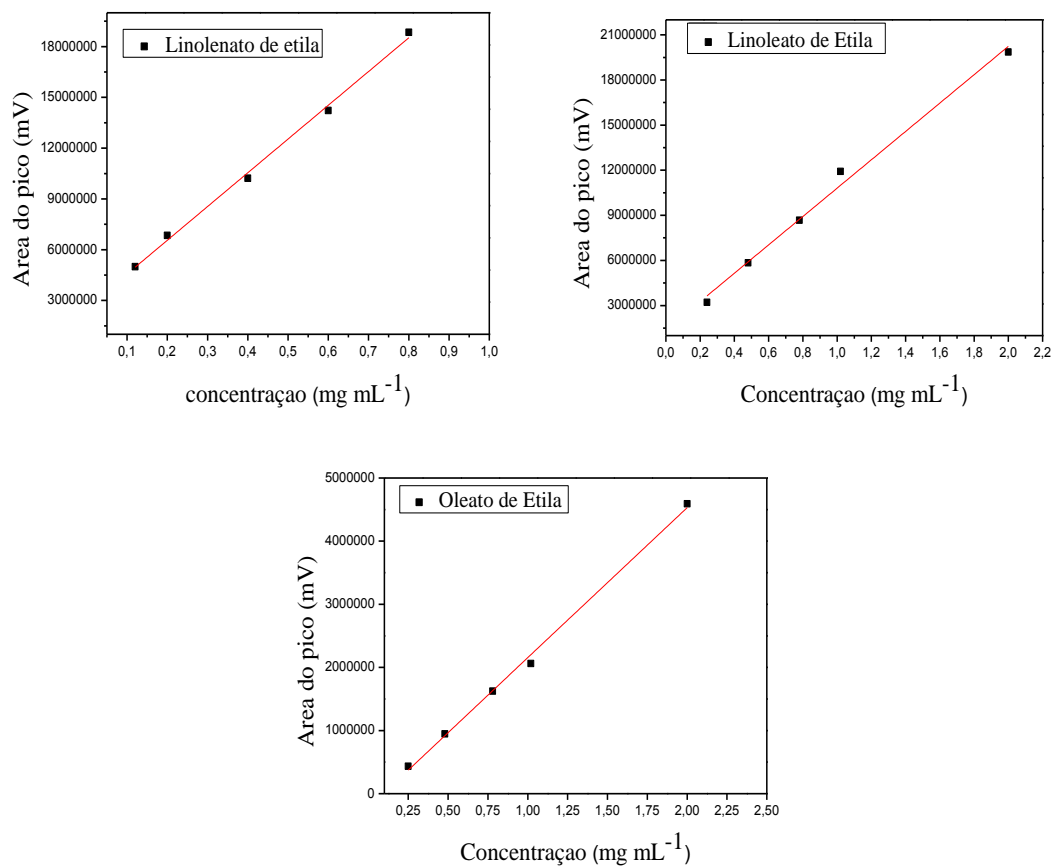 Linolenato de etila
18000000
15000000
12000000
9000000
6000000
3000000
Area do pico (mV)
0,1 0,2 0,3 0,4 0,5 0,6 0,7 0,8 0,9 1,0
concentraçao (mg mL-1)
Linoleato de Etila
21000000
18000000
15000000
12000000
9000000
6000000
3000000
Area do pico (mV)
0,0 0,2 0,4 0,6 0,8 1,0 1,2 1,4 1,6 1,8 2,0 2,2
Concentraçao (mg mL-1)
Oleato de Etila
5000000
4000000
3000000
2000000
1000000
0
Area do pico (mV)
0,25 0,50 0,75 1,00 1,25 1,50 1,75 2,00 2,25 2,50
Concentraçao (mg mL-1)